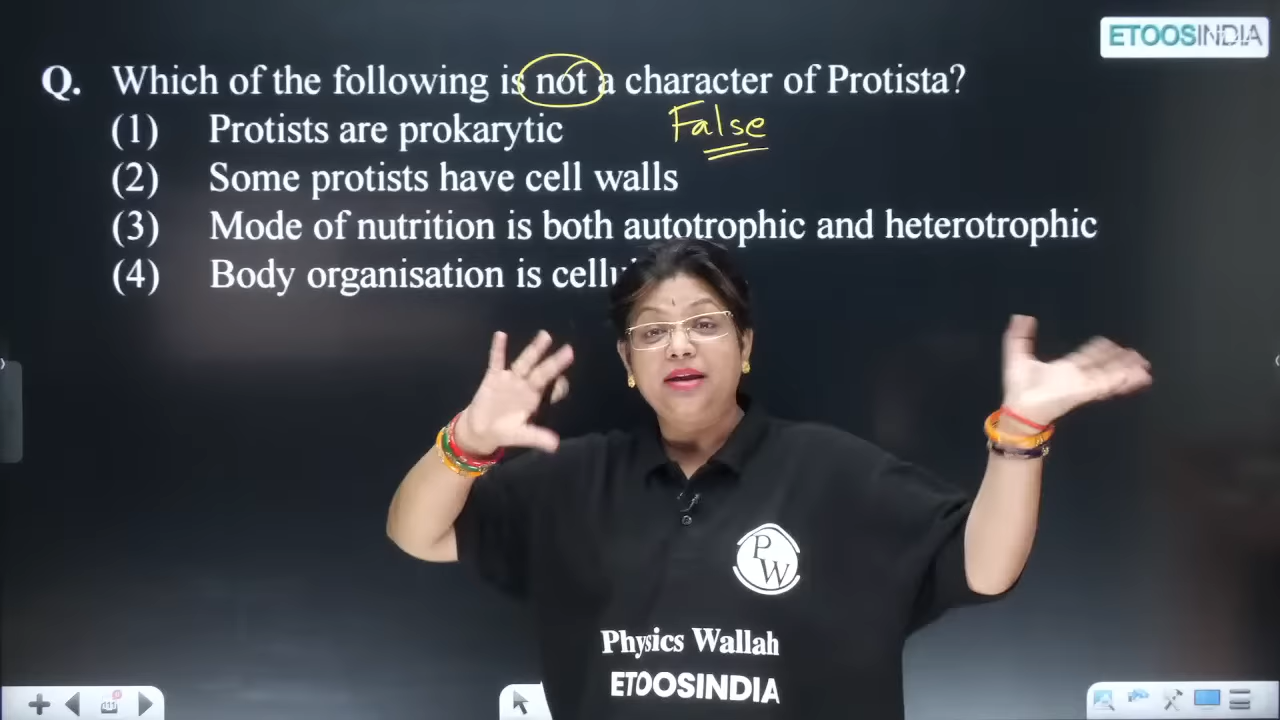 ETOOSINDIA
Q. Which of the following is not a character of Protista?
(1) Protists are prokarytic
False
(2) Some protists have cell walls
(3) Mode of nutrition is both autotrophic and heterotrophic
(4) Body organisation is
PW
Physics Wallah
ETOOSINDIA